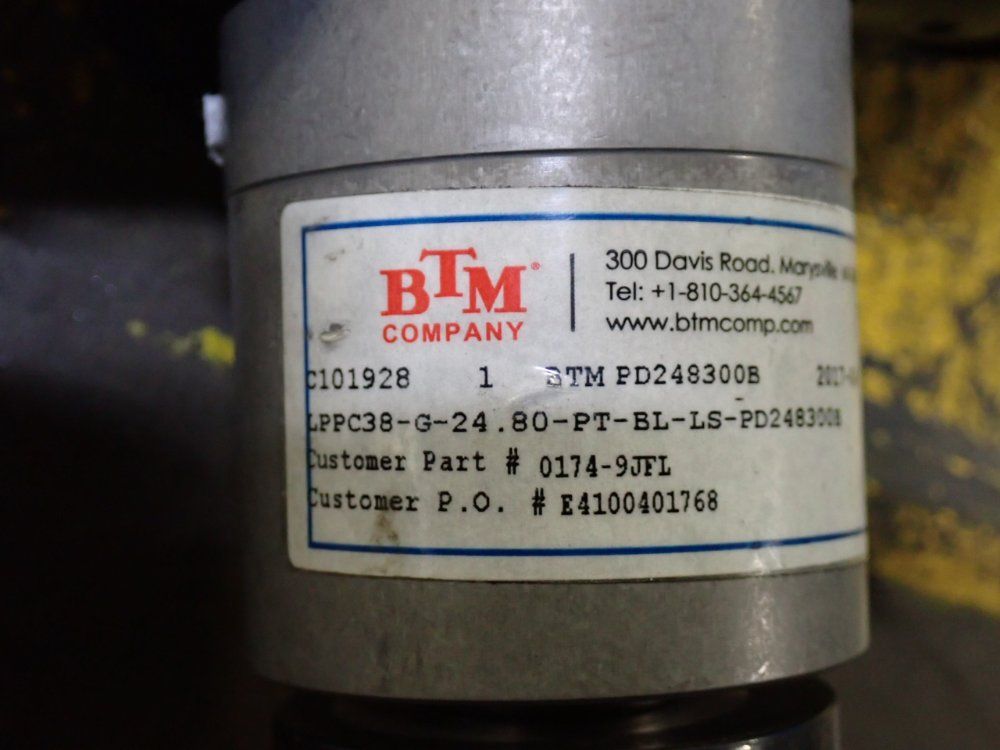 BTM®
COMPANY
300 Davis Road. Marysville
Tel: +1-810-364-4567
www.btmcomp.com
C101928 1 BTM PD248300B 2017-
LPPC38-G-24.80-PT-BL-LS-PD248300B
Customer Part # 0174-9JFL
Customer P.O. # E4100401768